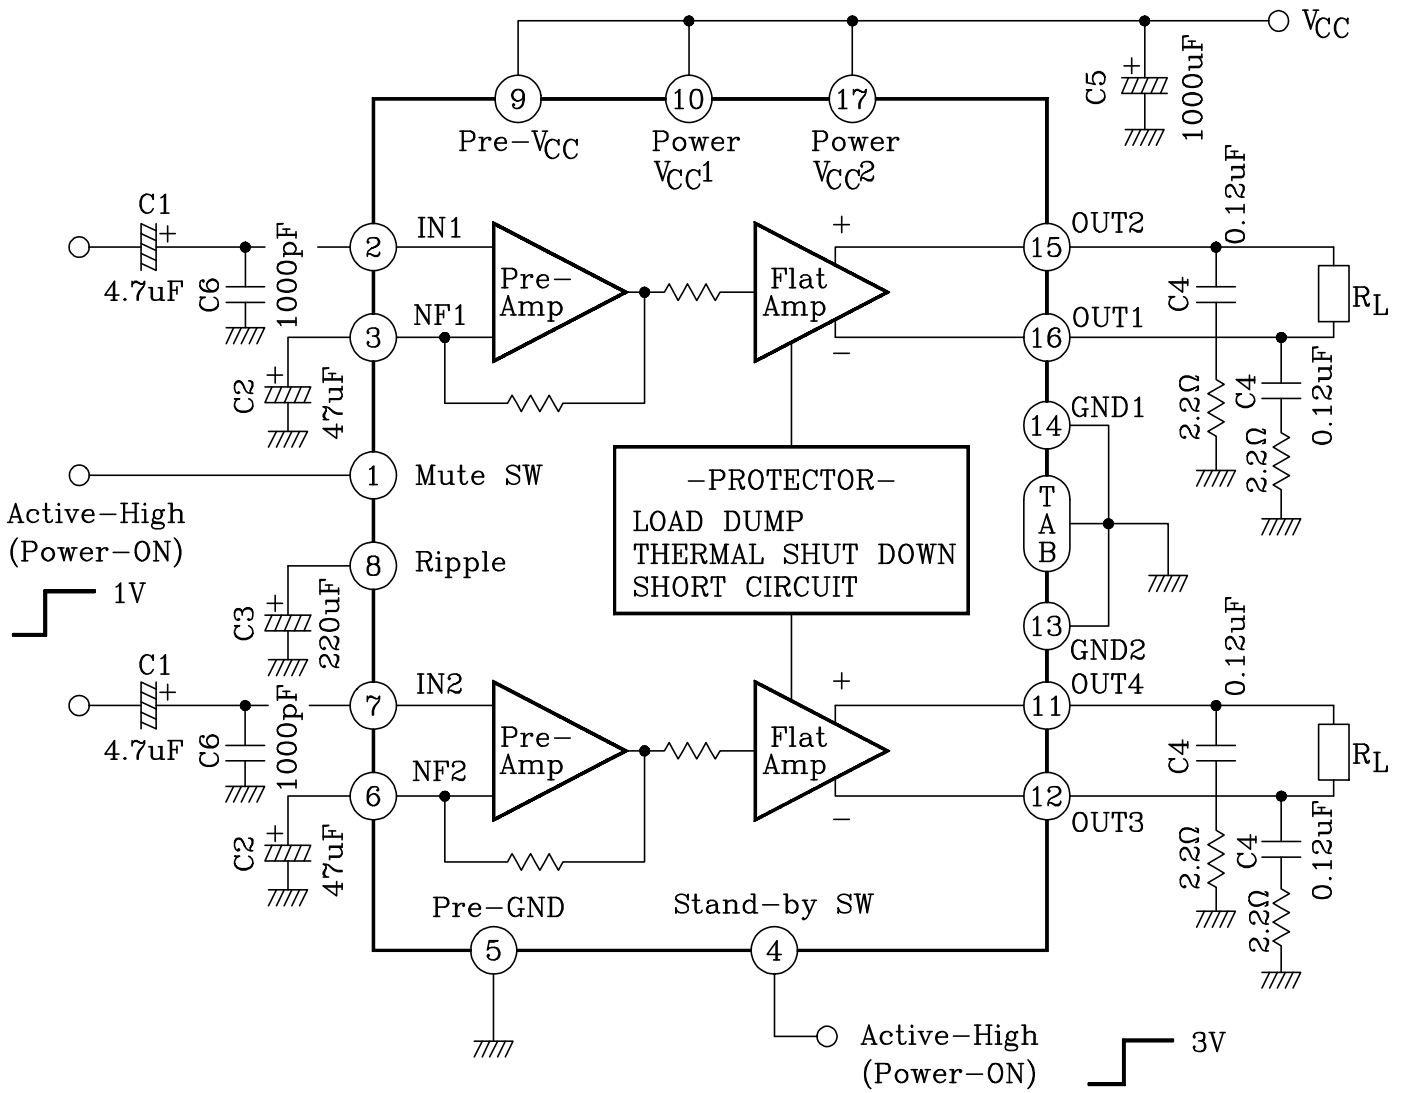 VCC
9
10
17
C5
+
1000uF
Pre-VCC
Power
VCC1
Power
VCC2
C1
+
4.7uF
C6
1000pF
2
IN1
Pre-
Amp
Flat
Amp
+
-
15
OUT2
0.12uF
C4
2.2Ω
RL
3
NF1
C2
+
47uF
16
OUT1
C4
0.12uF
2.2Ω
14
GND1
1
Mute SW
Active-High
(Power-ON)
1V
-PROTECTOR-
LOAD DUMP
THERMAL SHUT DOWN
SHORT CIRCUIT
T
A
B
8
Ripple
C3
+
220uF
13
GND2
C1
+
4.7uF
C6
1000pF
7
IN2
Pre-
Amp
Flat
Amp
+
-
11
OUT4
0.12uF
C4
2.2Ω
RL
6
NF2
C2
+
47uF
12
OUT3
C4
0.12uF
2.2Ω
Pre-GND
5
Stand-by SW
4
Active-High
(Power-ON)
3V